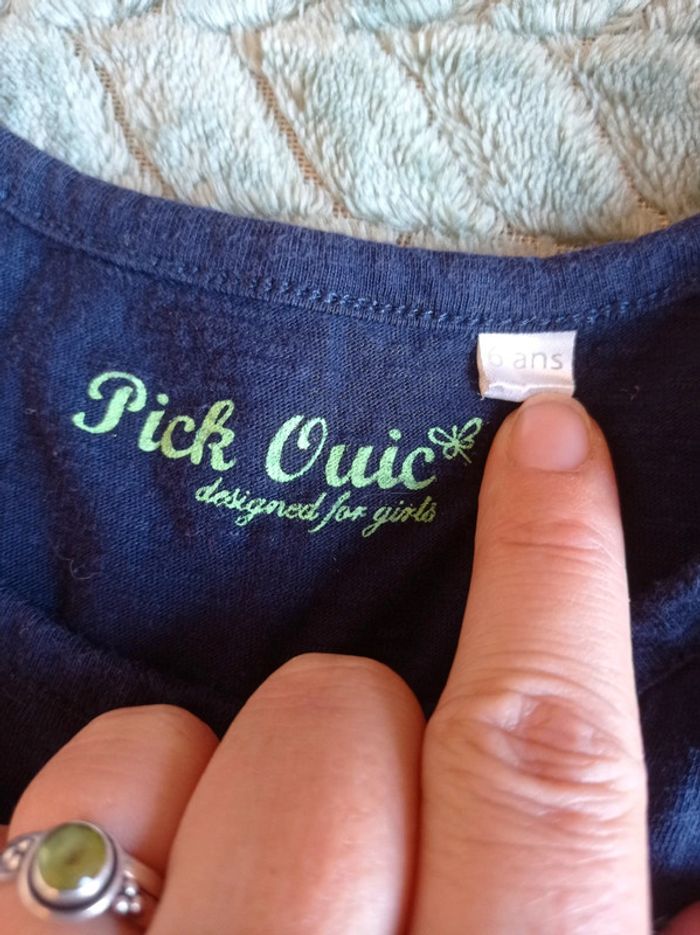 Pick Ouic
designed for girls
6 ans